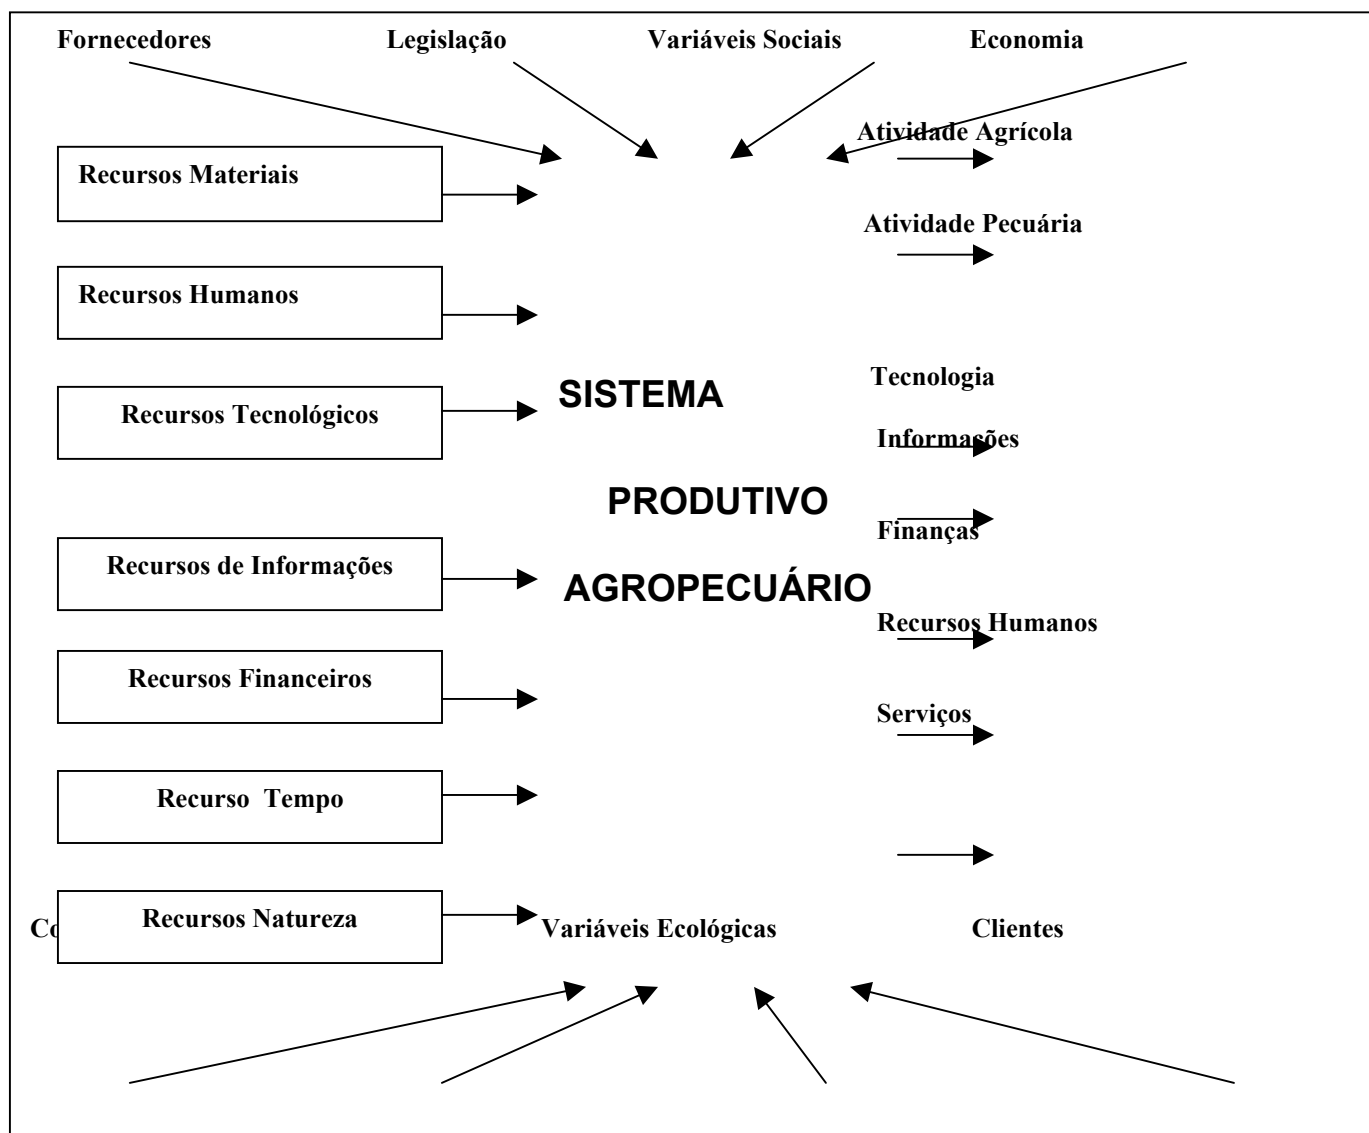 Fornecedores Legislação Variáveis Sociais Economia
Atividade Agrícola
Recursos Materiais
Atividade Pecuária
Recursos Humanos
Tecnologia
SISTEMA
Recursos Tecnológicos
Informações
PRODUTIVO
Finanças
Recursos de Informações
AGROPECUÁRIO
Recursos Humanos
Recursos Financeiros
Serviços
Recurso Tempo
Recursos Natureza
Variáveis Ecológicas Clientes